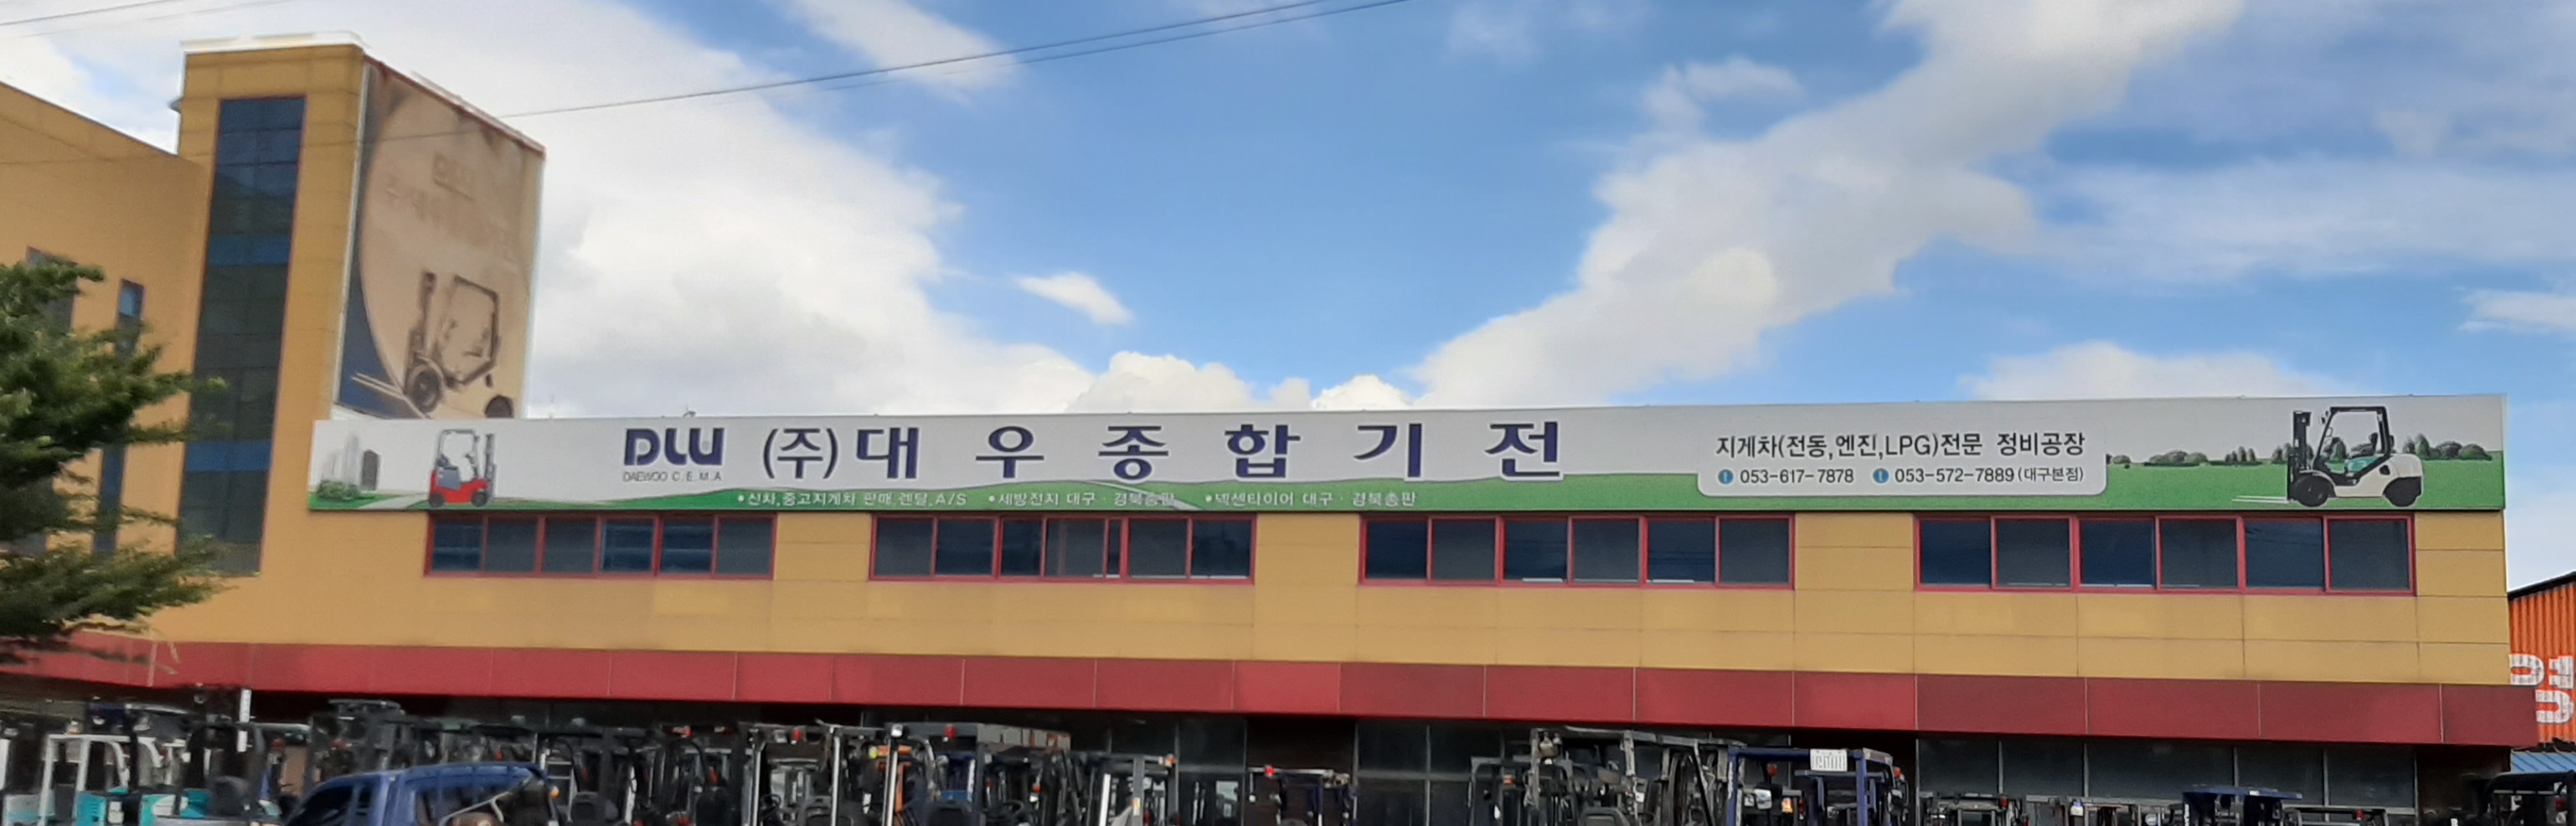 DLW (주)대우종합기전
DAEWOO C.E.M.A
•신차,중고지게차 판매,렌탈,A/S •세방전지 대구·경북총판 •넥센타이어 대구·경북총판
지게차(전동,엔진,LPG)전문 정비공장
053-617-7878 053-572-7889(대구본점)